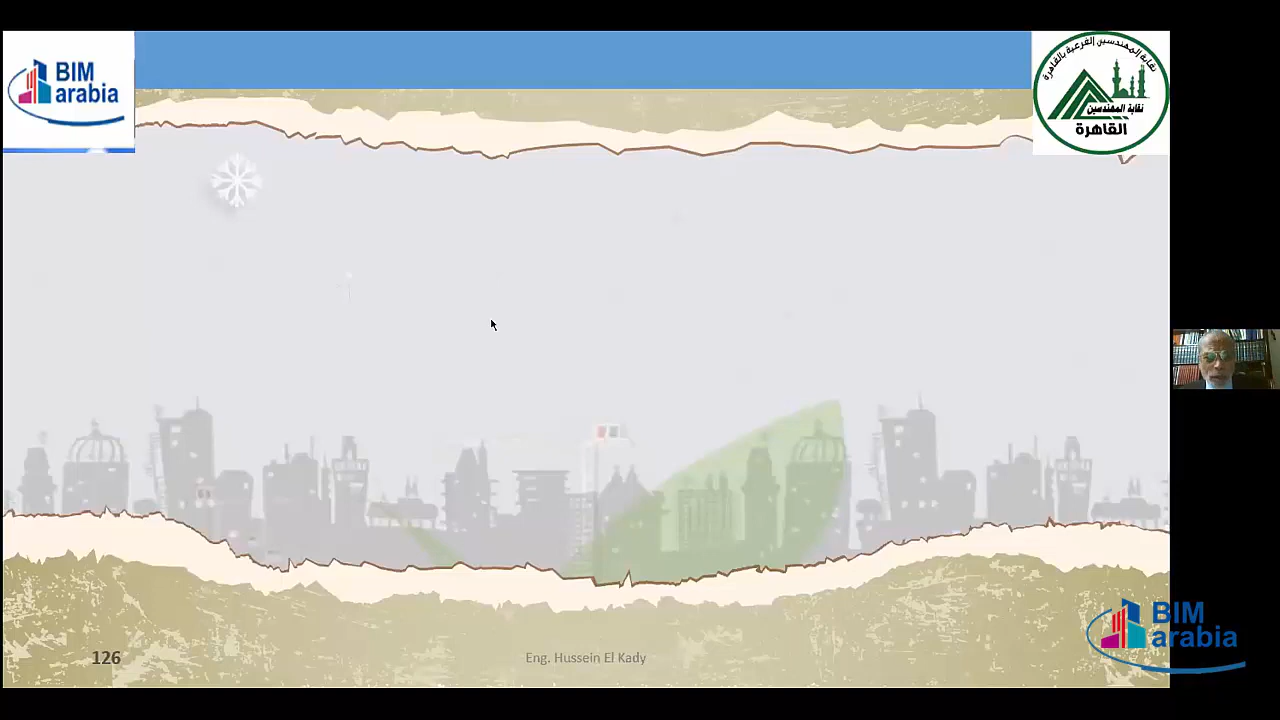 BIM
arabia
نقابة المهندسين الفرعية بالقاهرة
نقابة المهندسين
القاهرة
126
Eng. Hussein El Kady
BIM
arabia